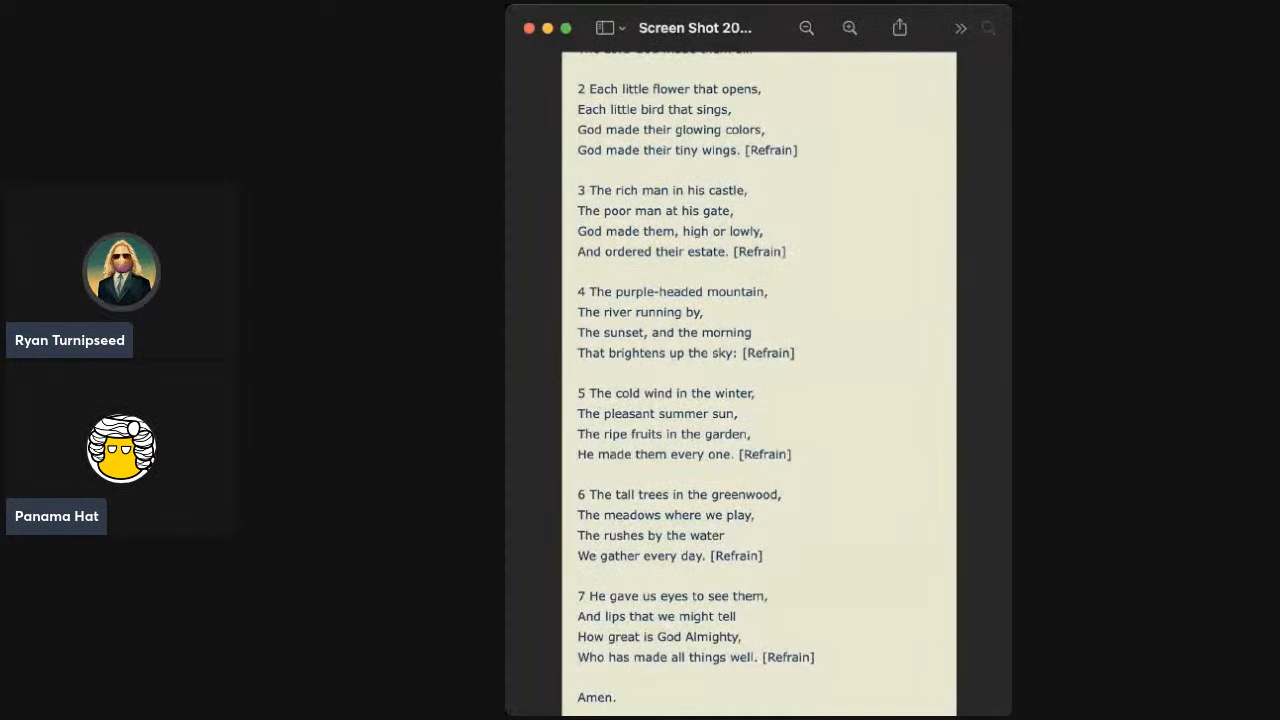 Screen Shot 20...
2 Each little flower that opens,
Each little bird that sings,
God made their glowing colors,
God made their tiny wings. [Refrain]
3 The rich man in his castle,
The poor man at his gate,
God made them, high or lowly,
And ordered their estate. [Refrain]
4 The purple-headed mountain,
The river running by,
The sunset, and the morning
That brightens up the sky: [Refrain]
5 The cold wind in the winter,
The pleasant summer sun,
The ripe fruits in the garden,
He made them every one. [Refrain]
6 The tall trees in the greenwood,
The meadows where we play,
The rushes by the water
We gather every day. [Refrain]
7 He gave us eyes to see them,
And lips that we might tell
How great is God Almighty,
Who has made all things well. [Refrain]
Amen.
Ryan Turnipseed
Panama Hat